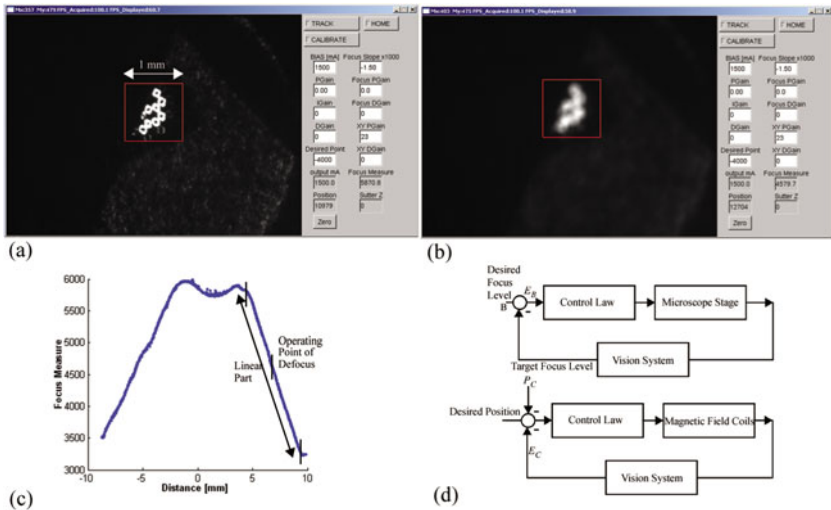 TRACK HOME
CALIBRATE
BIAS [mA] Focus Slope x1000
1500 -1.50
PGain Focus PGain
0.00 0.0
IGain Focus DGain
0 0
DGain XY PGain
0 23
Desired Point XY DGain
-4000 0
output mA Focus Measure
1500.0 5970.8
Position Sutter Z
10979 0
Zero
1 mm
(a)
TRACK HOME
CALIBRATE
BIAS [mA] Focus Slope x1000
1500 -1.50
PGain Focus PGain
0.00 0.0
IGain Focus DGain
0 0
DGain XY PGain
0 23
Desired Point XY DGain
-4000 0
output mA Focus Measure
1500.0 4579.7
Position Sutter Z
12704 0
Zero
(b)
6000
5500
5000
4500
4000
3500
3000
Focus Measure
-10 -5 0 5 10
Distance [mm]
Linear
Part
Operating
Point of
Defocus
(c)
Desired
Focus
Level
B
E_B
-
Control Law
Microscope Stage
Vision System
Target Focus Level
P_C
Desired Position
-
-
Control Law
Magnetic Field Coils
E_C
Vision System
(d)